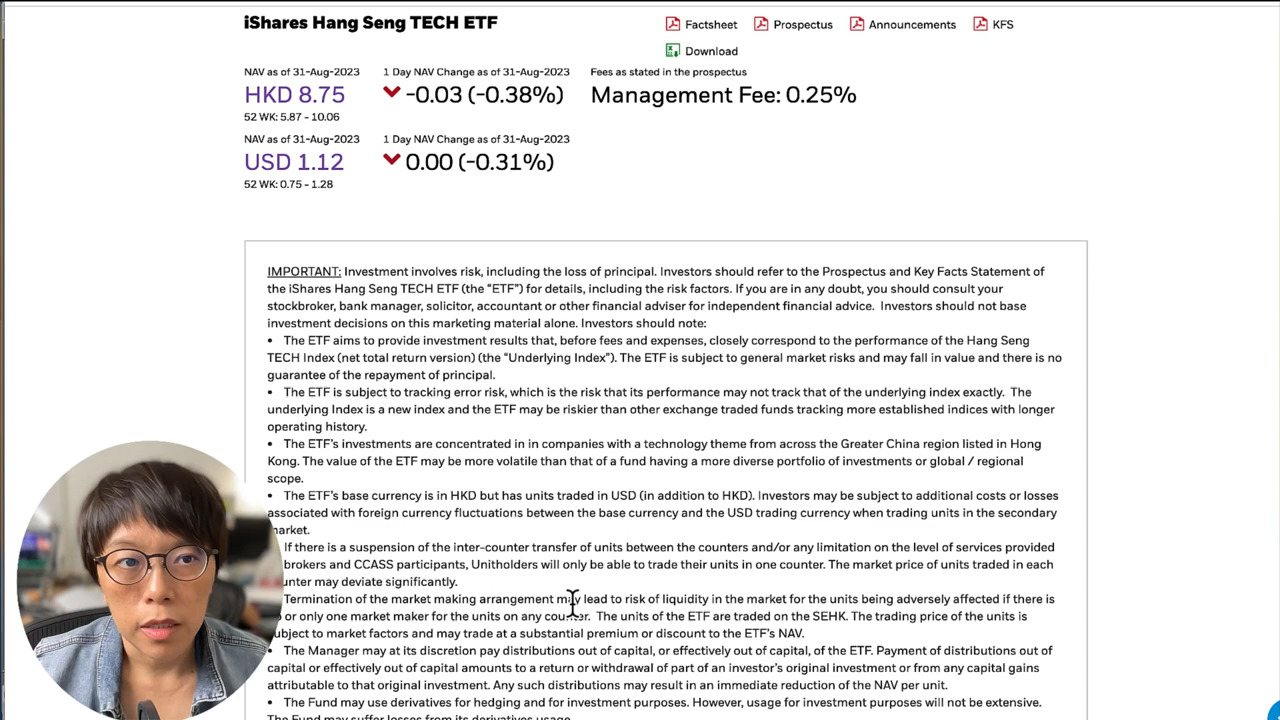 iShares Hang Seng TECH ETF
Factsheet
Prospectus
Announcements
KFS
Download
NAV as of 31-Aug-2023
1 Day NAV Change as of 31-Aug-2023
Fees as stated in the prospectus
HKD 8.75
-0.03 (-0.38%)
Management Fee: 0.25%
52 WK: 5.87 - 10.06
NAV as of 31-Aug-2023
1 Day NAV Change as of 31-Aug-2023
USD 1.12
0.00 (-0.31%)
52 WK: 0.75 - 1.28
IMPORTANT: Investment involves risk, including the loss of principal. Investors should refer to the Prospectus and Key Facts Statement of
the iShares Hang Seng TECH ETF (the “ETF”) for details, including the risk factors. If you are in any doubt, you should consult your
stockbroker, bank manager, solicitor, accountant or other financial adviser for independent financial advice. Investors should not base
investment decisions on this marketing material alone. Investors should note:
• The ETF aims to provide investment results that, before fees and expenses, closely correspond to the performance of the Hang Seng
TECH Index (net total return version) (the “Underlying Index”). The ETF is subject to general market risks and may fall in value and there is no
guarantee of the repayment of principal.
• The ETF is subject to tracking error risk, which is the risk that its performance may not track that of the underlying index exactly. The
underlying Index is a new index and the ETF may be riskier than other exchange traded funds tracking more established indices with longer
operating history.
• The ETF’s investments are concentrated in in companies with a technology theme from across the Greater China region listed in Hong
Kong. The value of the ETF may be more volatile than that of a fund having a more diverse portfolio of investments or global / regional
scope.
• The ETF’s base currency is in HKD but has units traded in USD (in addition to HKD). Investors may be subject to additional costs or losses
associated with foreign currency fluctuations between the base currency and the USD trading currency when trading units in the secondary
market.
If there is a suspension of the inter-counter transfer of units between the counters and/or any limitation on the level of services provided
brokers and CCASS participants, Unitholders will only be able to trade their units in one counter. The market price of units traded in each
counter may deviate significantly.
Termination of the market making arrangement may lead to risk of liquidity in the market for the units being adversely affected if there is
or only one market maker for the units on any counter. The units of the ETF are traded on the SEHK. The trading price of the units is
subject to market factors and may trade at a substantial premium or discount to the ETF’s NAV.
• The Manager may at its discretion pay distributions out of capital, or effectively out of capital, of the ETF. Payment of distributions out of
capital or effectively out of capital amounts to a return or withdrawal of part of an investor’s original investment or from any capital gains
attributable to that original investment. Any such distributions may result in an immediate reduction of the NAV per unit.
• The Fund may use derivatives for hedging and for investment purposes. However, usage for investment purposes will not be extensive.
The Fund may suffer losses from its derivatives usage.